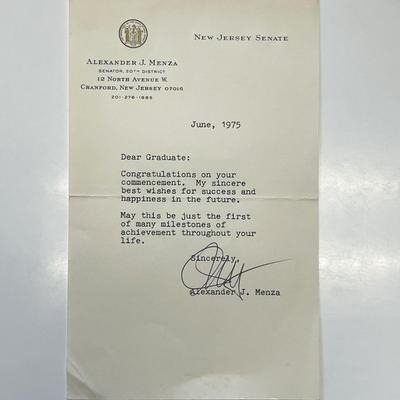 New Jersey Senate
Alexander J. Menza
Senator, 20th District
12 North Avenue W.
Cranford, New Jersey 07016
201-276-1885
June, 1975
Dear Graduate:
Congratulations on your
commencement. My sincere
best wishes for success and
happiness in the future.
May this be just the first
of many milestones of
achievement throughout your
life.
Sincerely,
Alexander J. Menza